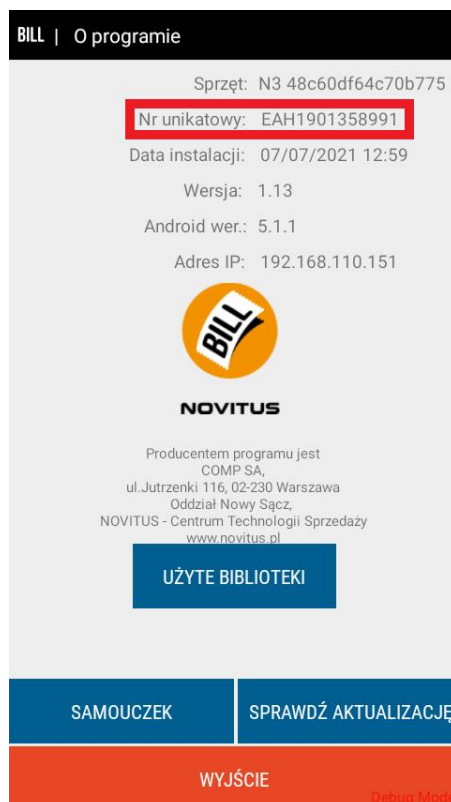 BILL | O programie
Sprzęt: N3 48c60df64c70b775
Nr unikatowy: EAH1901358991
Data instalacji: 07/07/2021 12:59
Wersja: 1.13
Android wer.: 5.1.1
Adres IP: 192.168.110.151
BILL
NOVITUS
Producentem programu jest
COMP SA,
ul.Jutrzenki 116, 02-230 Warszawa
Oddział Nowy Sącz,
NOVITUS - Centrum Technologii Sprzedaży
www.novitus.pl
UŻYTE BIBLIOTEKI
SAMOUCZEK SPRAWDŹ AKTUALIZACJĘ
WYJŚCIE
Debug Mode